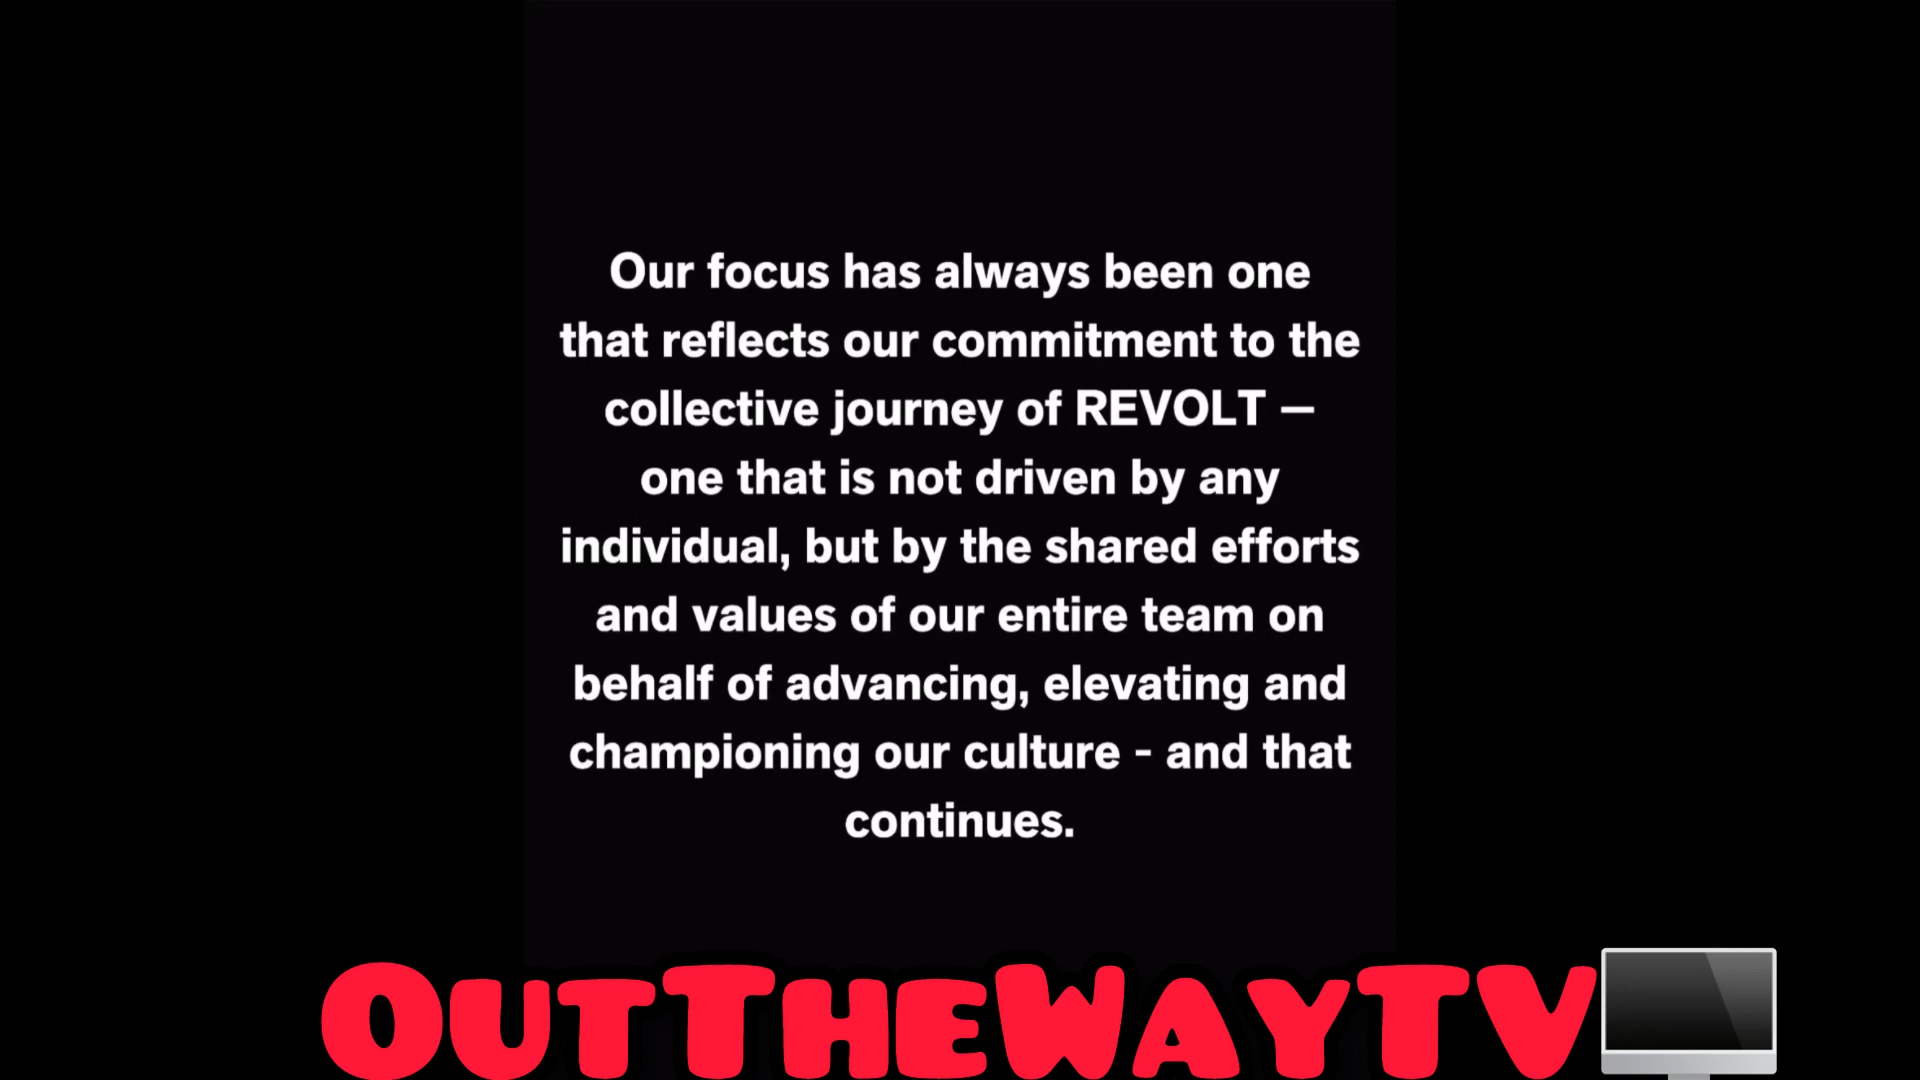 Our focus has always been one
that reflects our commitment to the
collective journey of REVOLT —
one that is not driven by any
individual, but by the shared efforts
and values of our entire team on
behalf of advancing, elevating and
championing our culture - and that
continues.
OutTheWayTV